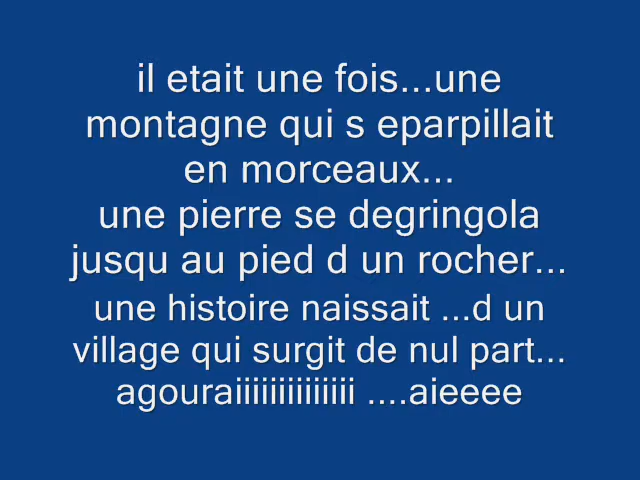 il etait une fois...une
montagne qui s eparpillait
en morceaux...
une pierre se degringola
jusqu au pied d un rocher...
une histoire naissait ...d un
village qui surgit de nul part...
agouraiiiiiiiiiiiiii ....aieeee